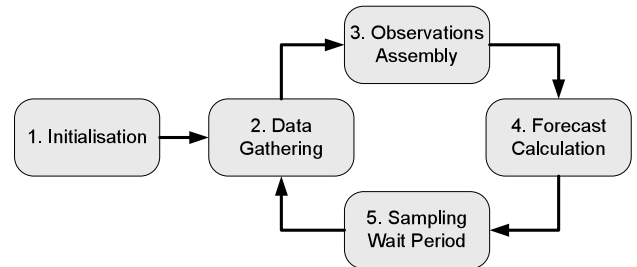 1. Initialisation
2. Data
Gathering
3. Observations
Assembly
4. Forecast
Calculation
5. Sampling
Wait Period